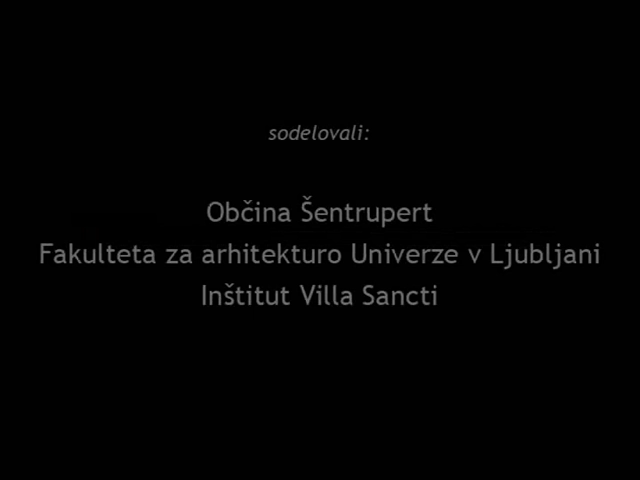 sodelovali:
Občina Šentrupert
Fakulteta za arhitekturo Univerze v Ljubljani
Inštitut Villa Sancti